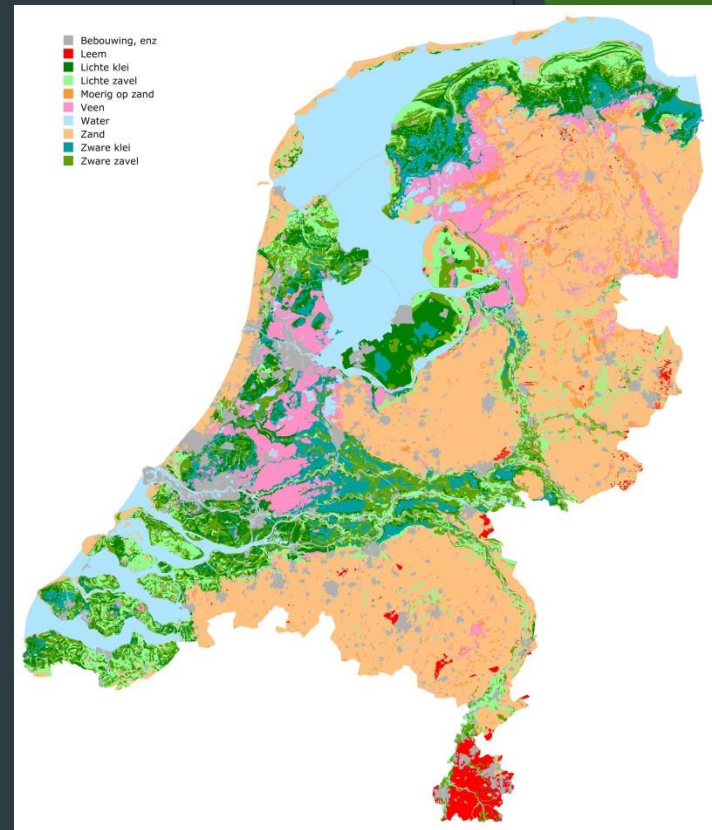 Bebouwing, enz
Leem
Lichte klei
Lichte zavel
Moerig op zand
Veen
Water
Zand
Zware klei
Zware zavel